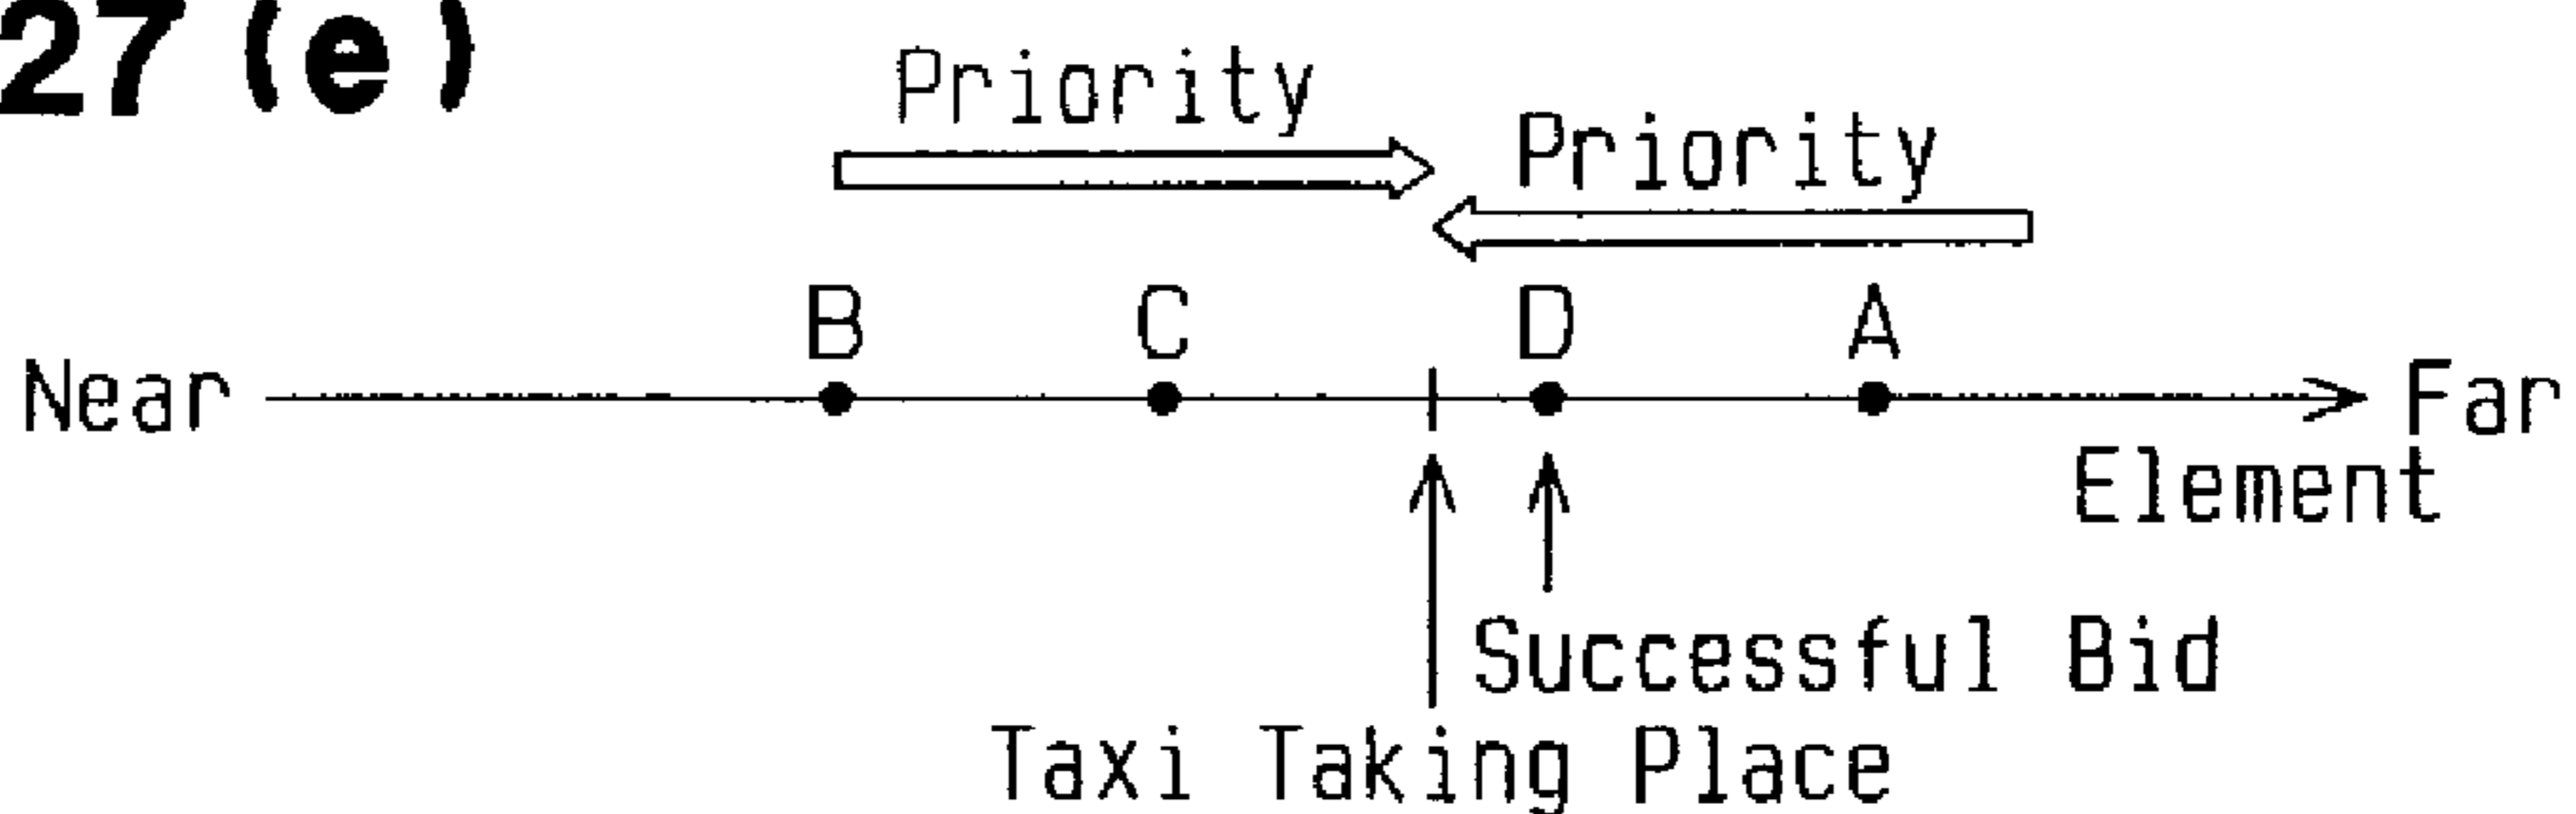 27 (e)
Priority
Priority
B C D A
Near Far
Element
Successful Bid
Taxi Taking Place